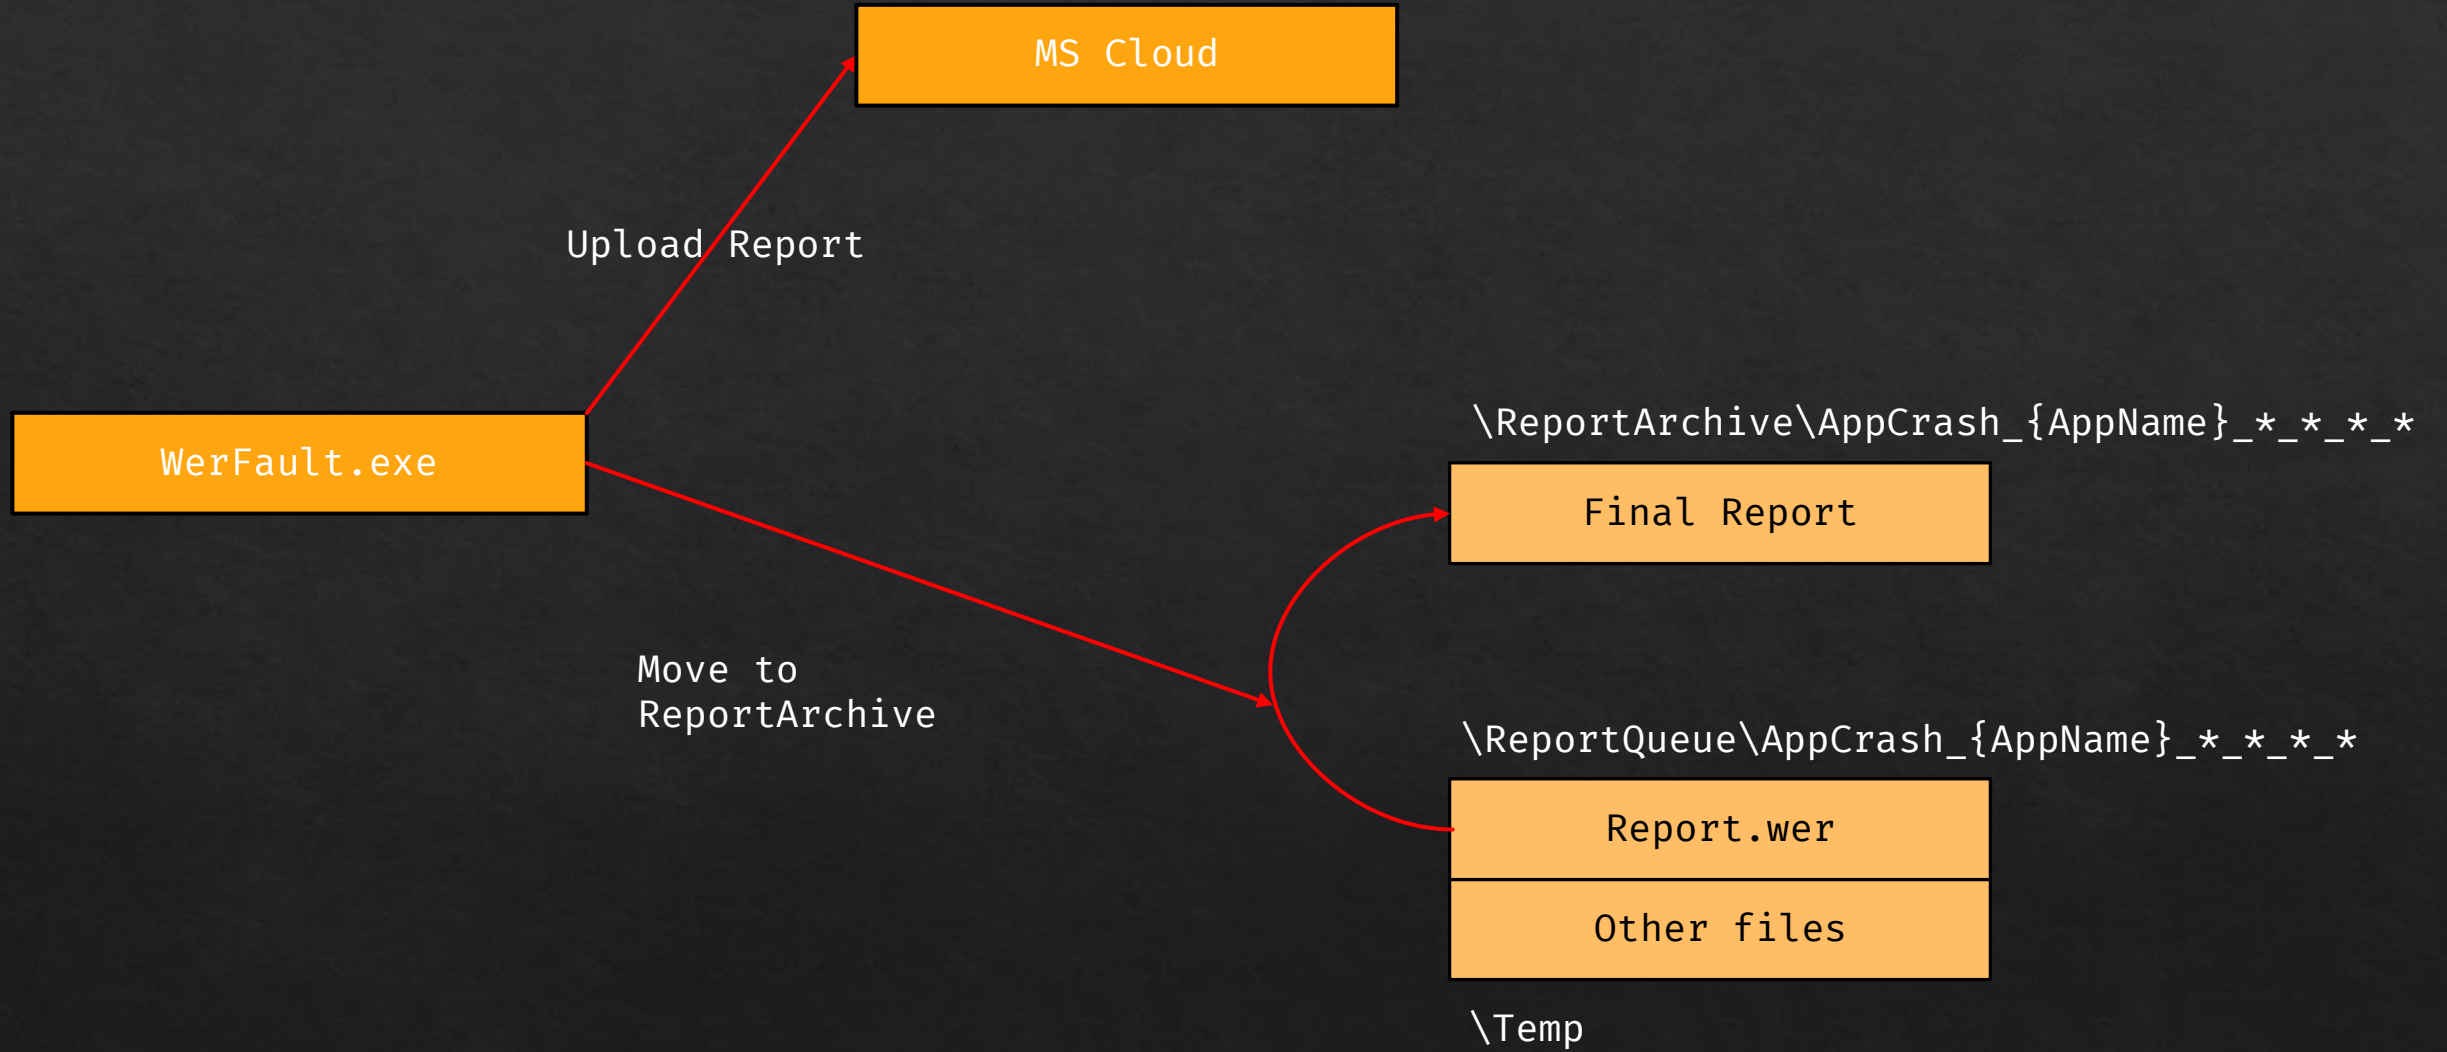 MS Cloud
Upload Report
WerFault.exe
\ReportArchive\AppCrash_{AppName}_*_*_*_*
Final Report
Move to
ReportArchive
\ReportQueue\AppCrash_{AppName}_*_*_*_*
Report.wer
Other files
\Temp